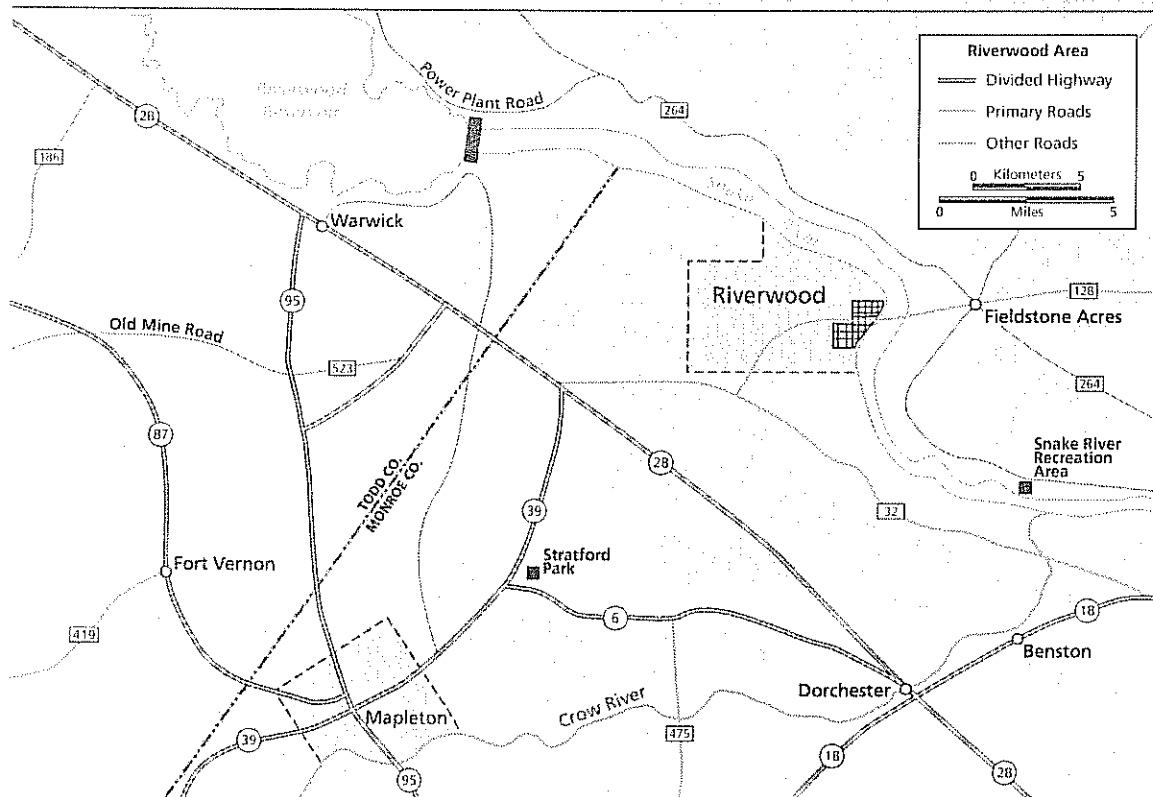 Riverwood Area
Divided Highway
Primary Roads
Other Roads
0 Kilometers 5
0 5
Miles
Power Plant Road
28
264
186
Snake River
Warwick
Riverwood
95
128
Fieldstone Acres
Old Mine Road
523
264
87
28
Snake River
Recreation
Area
TODD CO.
MONROE CO.
39
32
Stratford
Park
Fort Vernon
6
18
419
Benston
Dorchester
Crow River
Mapleton
475
39
18
95
28